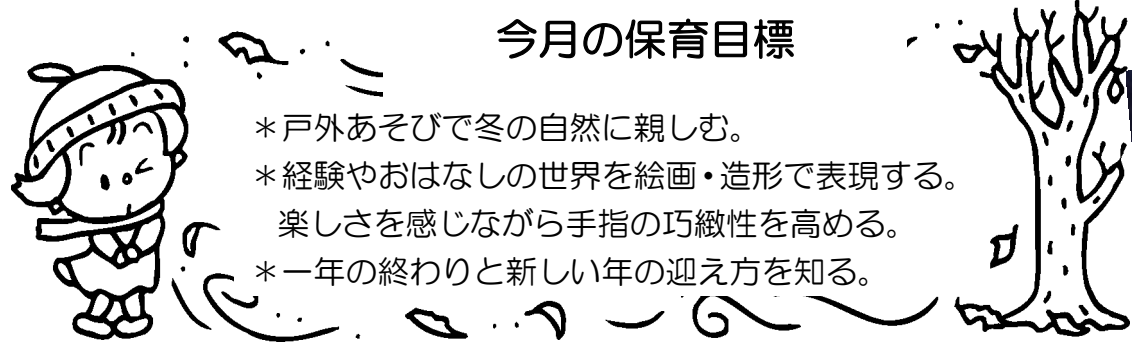 今月の保育目標
＊戸外あそびで冬の自然に親しむ。
＊経験やおはなしの世界を絵画・造形で表現する。
楽しさを感じながら手指の巧緻性を高める。
＊一年の終わりと新しい年の迎え方を知る。